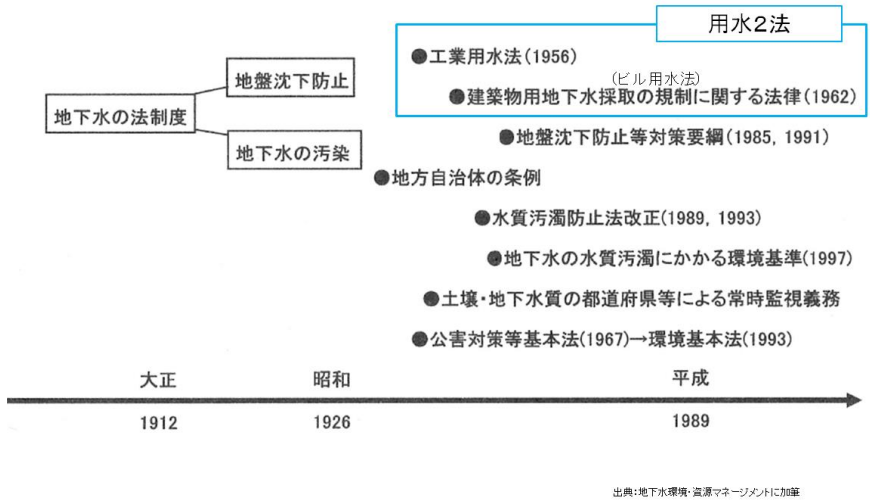 用水２法
●工業用水法(1956)
(ビル用水法)
●建築物用地下水採取の規制に関する法律(1962)
地盤沈下防止
地下水の法制度
地下水の汚染
●地盤沈下防止等対策要綱(1985, 1991)
●地方自治体の条例
●水質汚濁防止法改正(1989, 1993)
●地下水の水質汚濁にかかる環境基準(1997)
●土壌・地下水質の都道府県等による常時監視義務
●公害対策等基本法(1967)→環境基本法(1993)
大正 昭和 平成
1912 1926 1989
出典：地下水環境・資源マネージメントに加筆